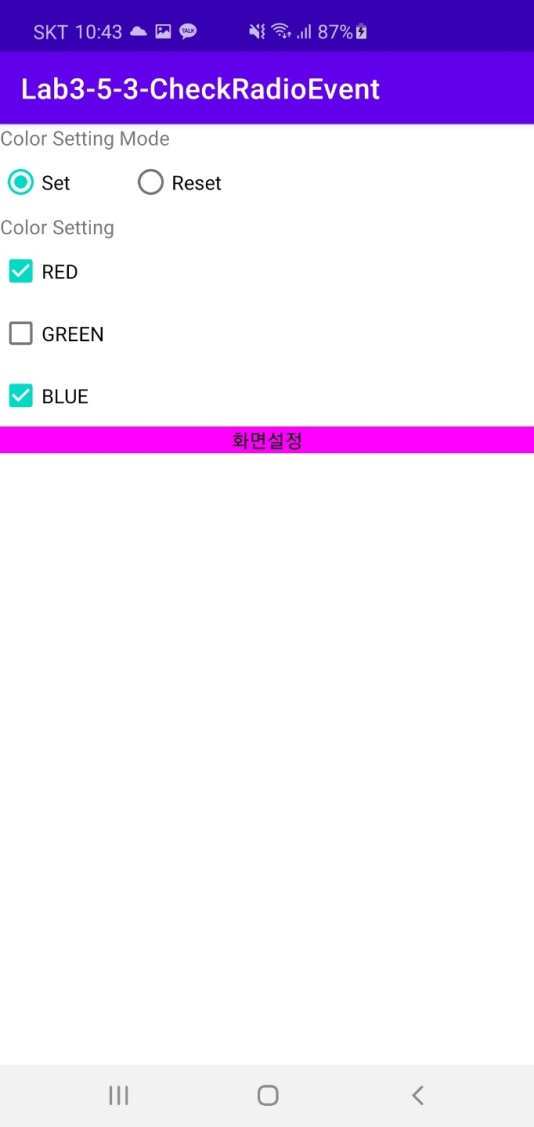 SKT 10:43 TALK 87%
Lab3-5-3-CheckRadioEvent
Color Setting Mode
Set Reset
Color Setting
RED
GREEN
BLUE
화면설정